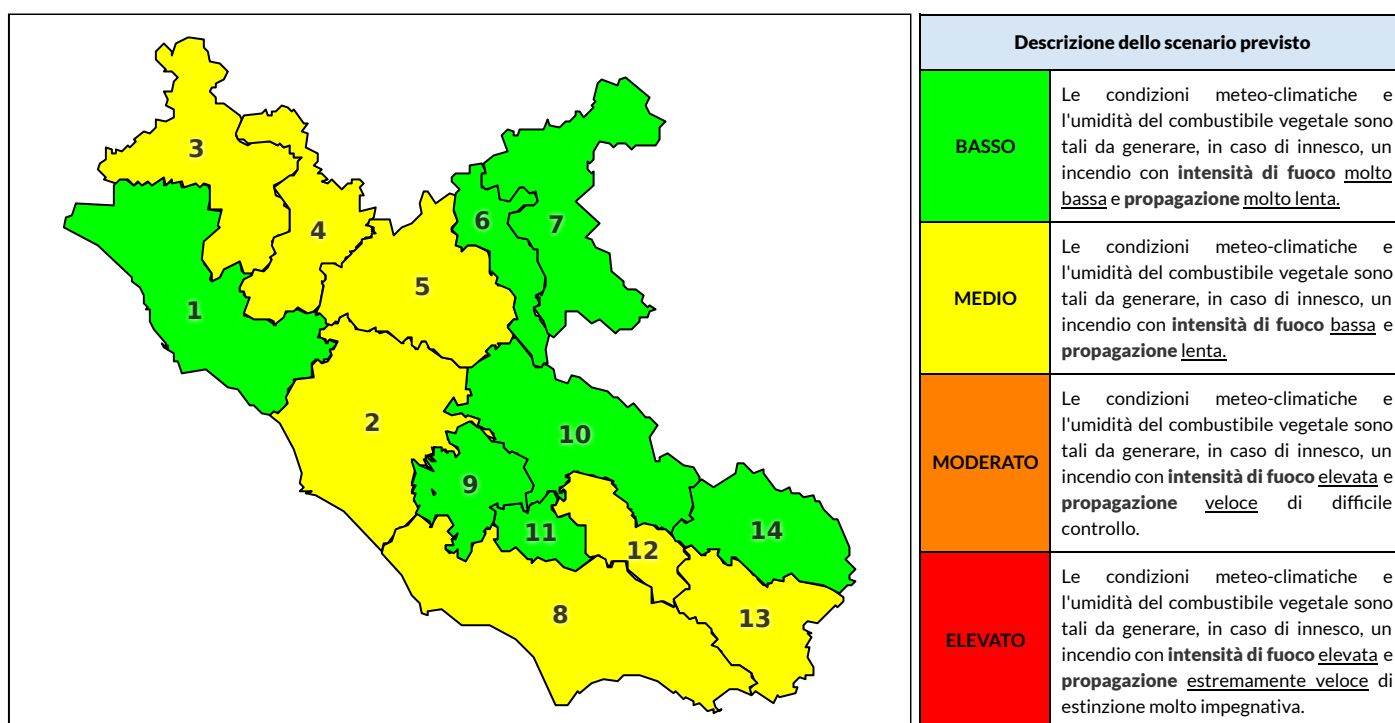 3
4
6
7
5
1
2
10
9
11
12
14
8
13
Descrizione dello scenario previsto
BASSO
Le condizioni meteo-climatiche e
l'umidità del combustibile vegetale sono
tali da generare, in caso di innesco, un
incendio con intensità di fuoco molto
bassa e propagazione molto lenta.
MEDIO
Le condizioni meteo-climatiche e
l'umidità del combustibile vegetale sono
tali da generare, in caso di innesco, un
incendio con intensità di fuoco bassa e
propagazione lenta.
MODERATO
Le condizioni meteo-climatiche e
l'umidità del combustibile vegetale sono
tali da generare, in caso di innesco, un
incendio con intensità di fuoco elevata e
propagazione veloce di difficile
controllo.
ELEVATO
Le condizioni meteo-climatiche e
l'umidità del combustibile vegetale sono
tali da generare, in caso di innesco, un
incendio con intensità di fuoco elevata e
propagazione estremamente veloce di
estinzione molto impegnativa.